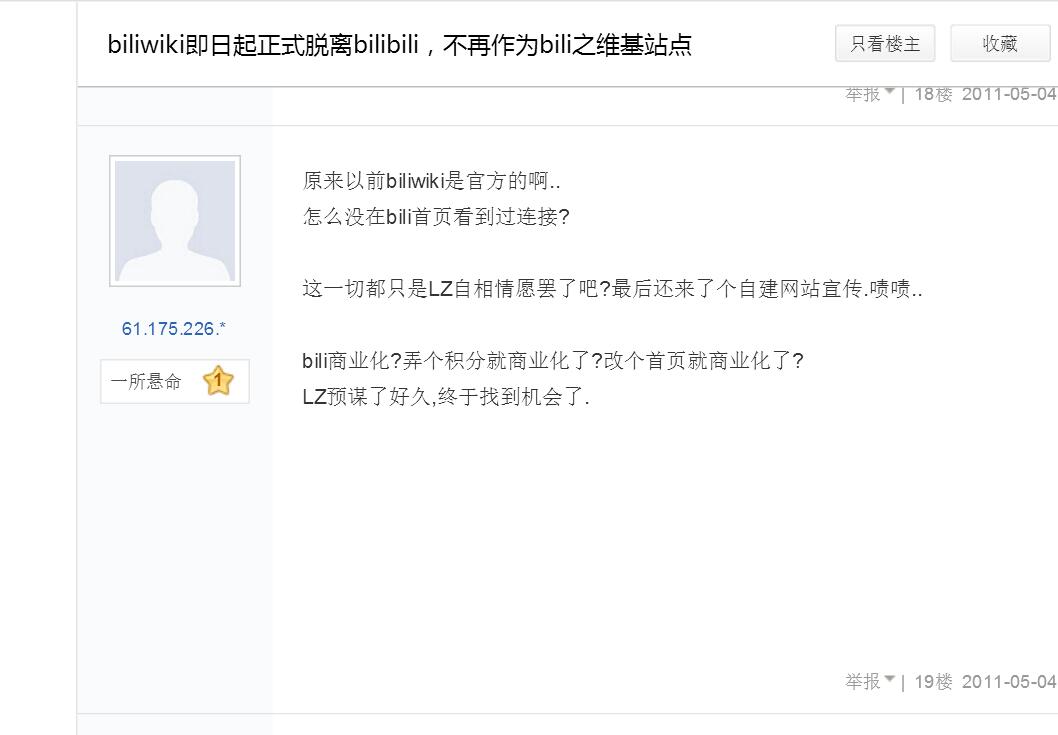 biliwiki即日起正式脱离bilibili，不再作为bili之维基站点
只看楼主
收藏
举报 | 18楼 2011-05-04
原来以前biliwiki是官方的啊..
怎么没在bili首页看到过连接?
这一切都只是LZ自相情愿罢了吧?最后还来了个自建网站宣传.啧啧..
bili商业化?弄个积分就商业化了?改个首页就商业化了?
LZ预谋了好久,终于找到机会了.
61.175.226.*
一所悬命 1
举报 | 19楼 2011-05-04